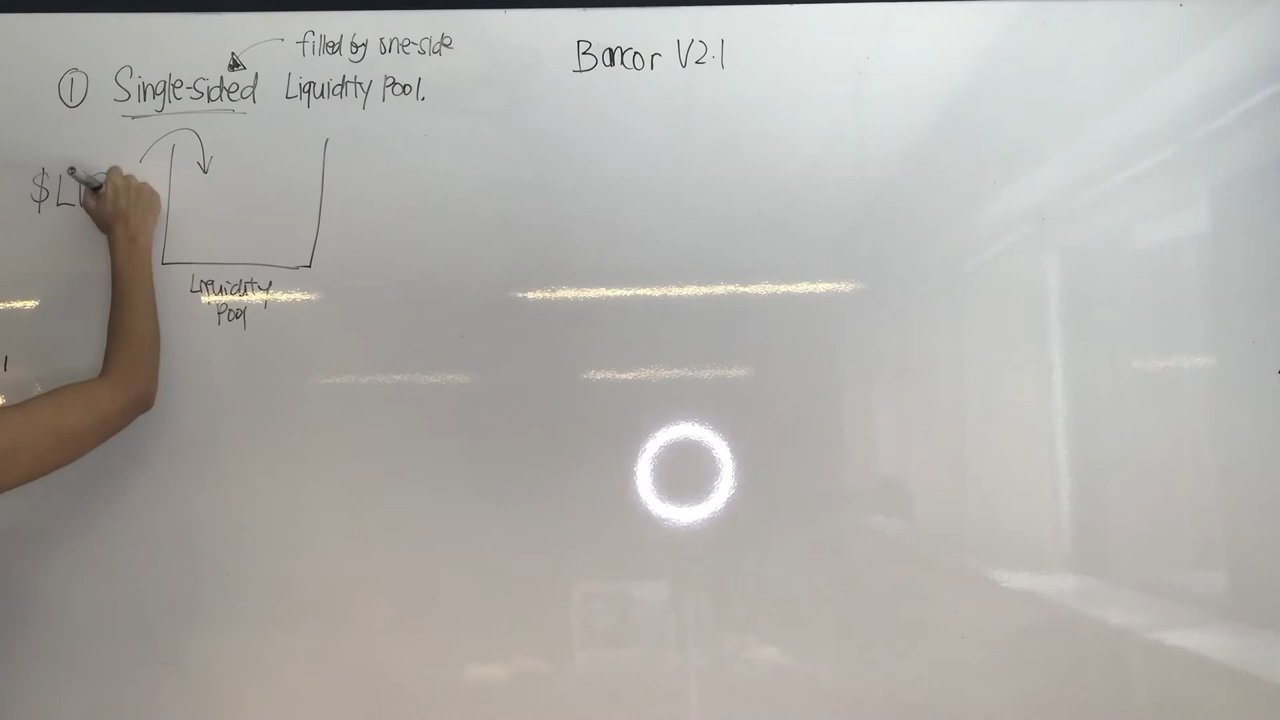 filled by one-side
Bancor V2.1
① Single-sided Liquidity Pool.
Liquidity
Pool